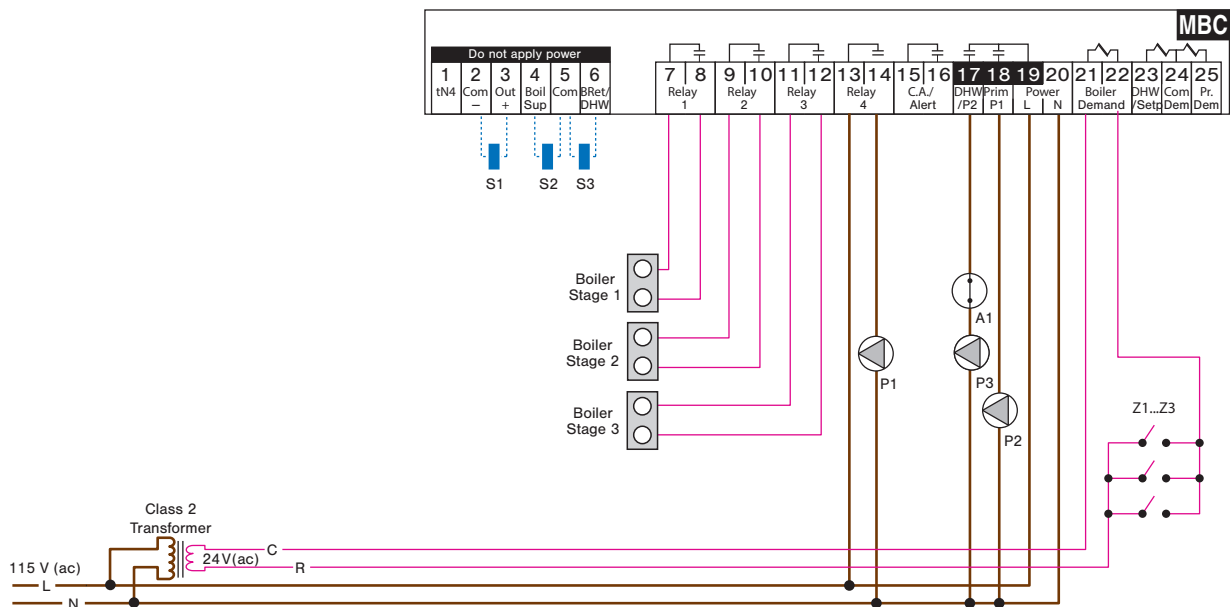 MBC
Do not apply power
1 2 3 4 5 6 7 8 9 10 11 12 13 14 15 16 17 18 19 20 21 22 23 24 25
tN4 Com Out Boil Com BRet/ Relay Relay Relay Relay C.A./ DHW Prim Power Boiler DHW Com Pr.
− + Sup DHW 1 2 3 4 Alert /P2 P1 L N Demand /Setp Dem Dem
S1 S2 S3
Boiler
Stage 1
A1
Boiler
Stage 2
P1 P3
Boiler
Stage 3
Z1...Z3
P2
Class 2
Transformer
24V(ac)
C
115 V (ac)
R
L
N